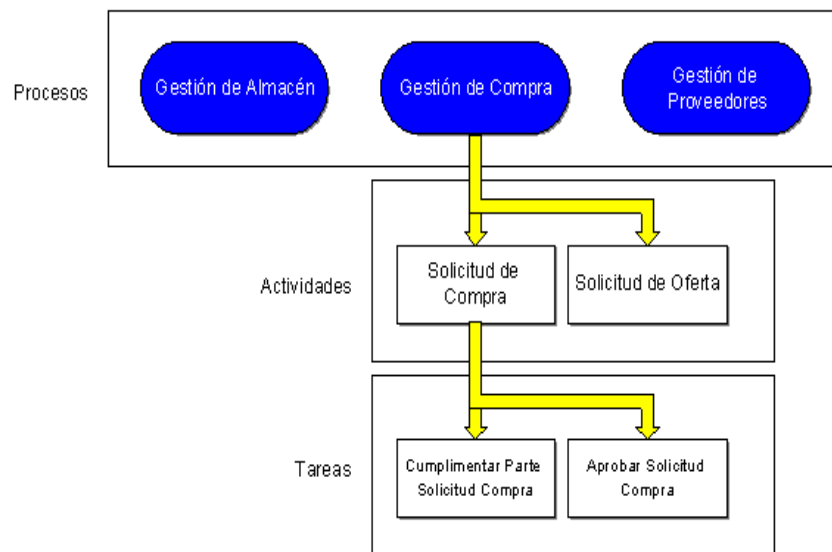 Procesos
Gestión de Almacén
Gestión de Compra
Gestión de
Proveedores
Actividades
Solicitud de
Compra
Solicitud de Oferta
Tareas
Cumplimentar Parte
Solicitud Compra
Aprobar Solicitud
Compra